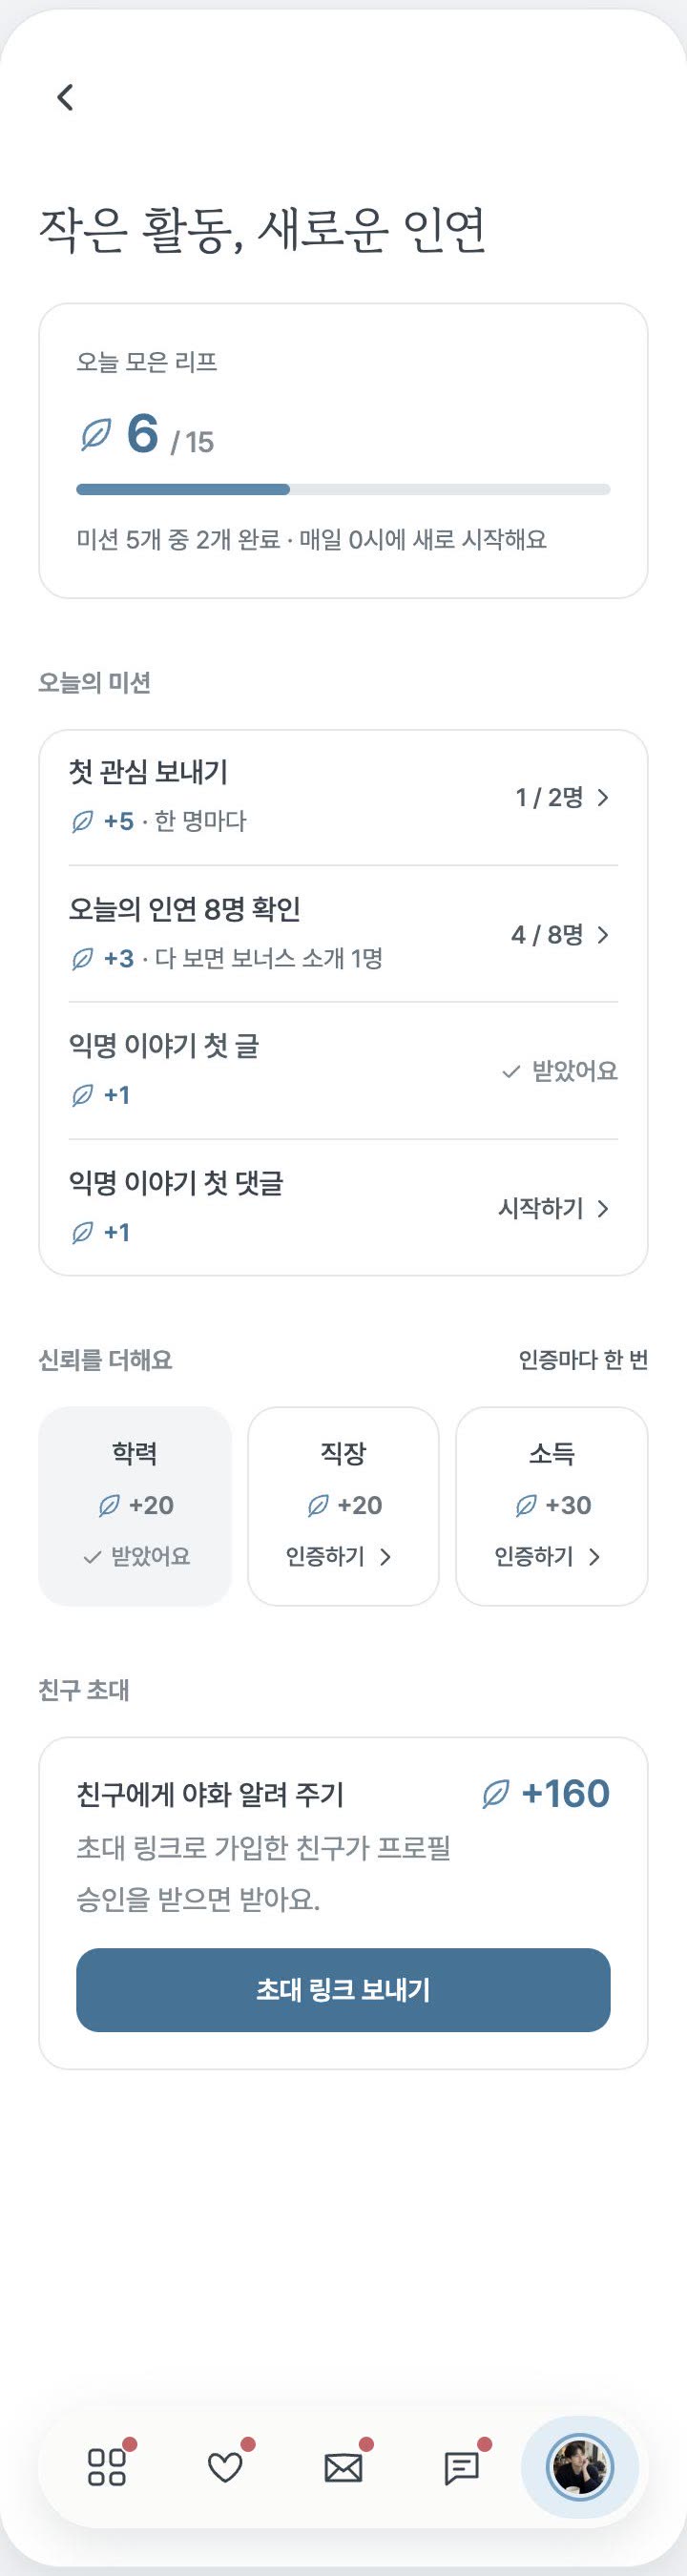 작은 활동, 새로운 인연
오늘 모은 리프
6 / 15
미션 5개 중 2개 완료 · 매일 0시에 새로 시작해요
오늘의 미션
첫 관심 보내기
+5 · 한 명마다
1 / 2명
오늘의 인연 8명 확인
+3 · 다 보면 보너스 소개 1명
4 / 8명
익명 이야기 첫 글
+1
받았어요
익명 이야기 첫 댓글
+1
시작하기
신뢰를 더해요
인증마다 한 번
학력
+20
받았어요
직장
+20
인증하기
소득
+30
인증하기
친구 초대
친구에게 야화 알려 주기
+160
초대 링크로 가입한 친구가 프로필
승인을 받으면 받아요.
초대 링크 보내기